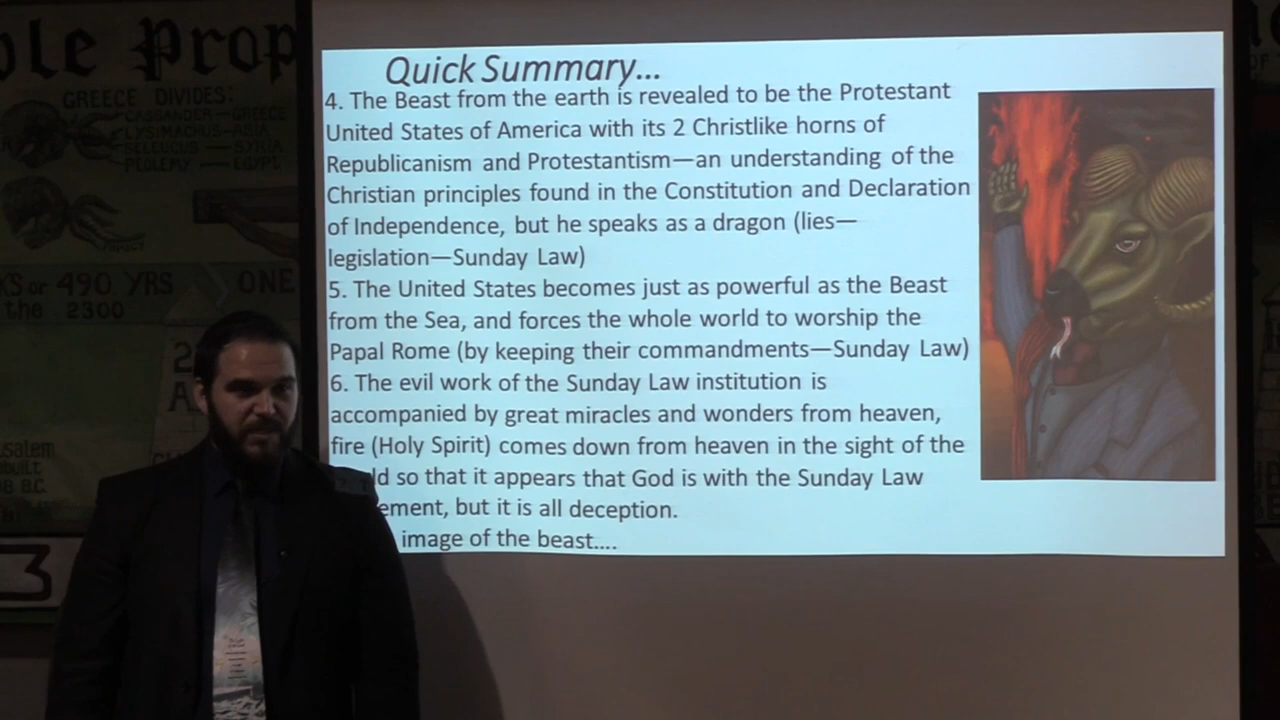 ble Prop
GREECE DIVIDES:
CASSANDER—GREECE
LYSIMACHUS—ASIA
SELEUCUS—SYRIA
PTOLEMY—EGYPT
KS or 490 YRS
ONE
the 2300
3
Quick Summary...
4. The Beast from the earth is revealed to be the Protestant
United States of America with its 2 Christlike horns of
Republicanism and Protestantism—an understanding of the
Christian principles found in the Constitution and Declaration
of Independence, but he speaks as a dragon (lies—
legislation—Sunday Law)
5. The United States becomes just as powerful as the Beast
from the Sea, and forces the whole world to worship the
Papal Rome (by keeping their commandments—Sunday Law)
6. The evil work of the Sunday Law institution is
accompanied by great miracles and wonders from heaven,
fire (Holy Spirit) comes down from heaven in the sight of the
ld so that it appears that God is with the Sunday Law
ement, but it is all deception.
image of the beast....